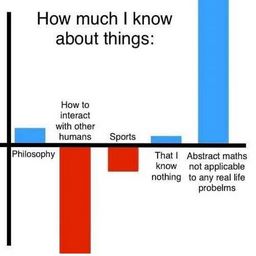 How much I know
about things:
How to
interact
with other
humans
Sports
Philosophy
That I
know
nothing
Abstract maths
not applicable
to any real life
probelms